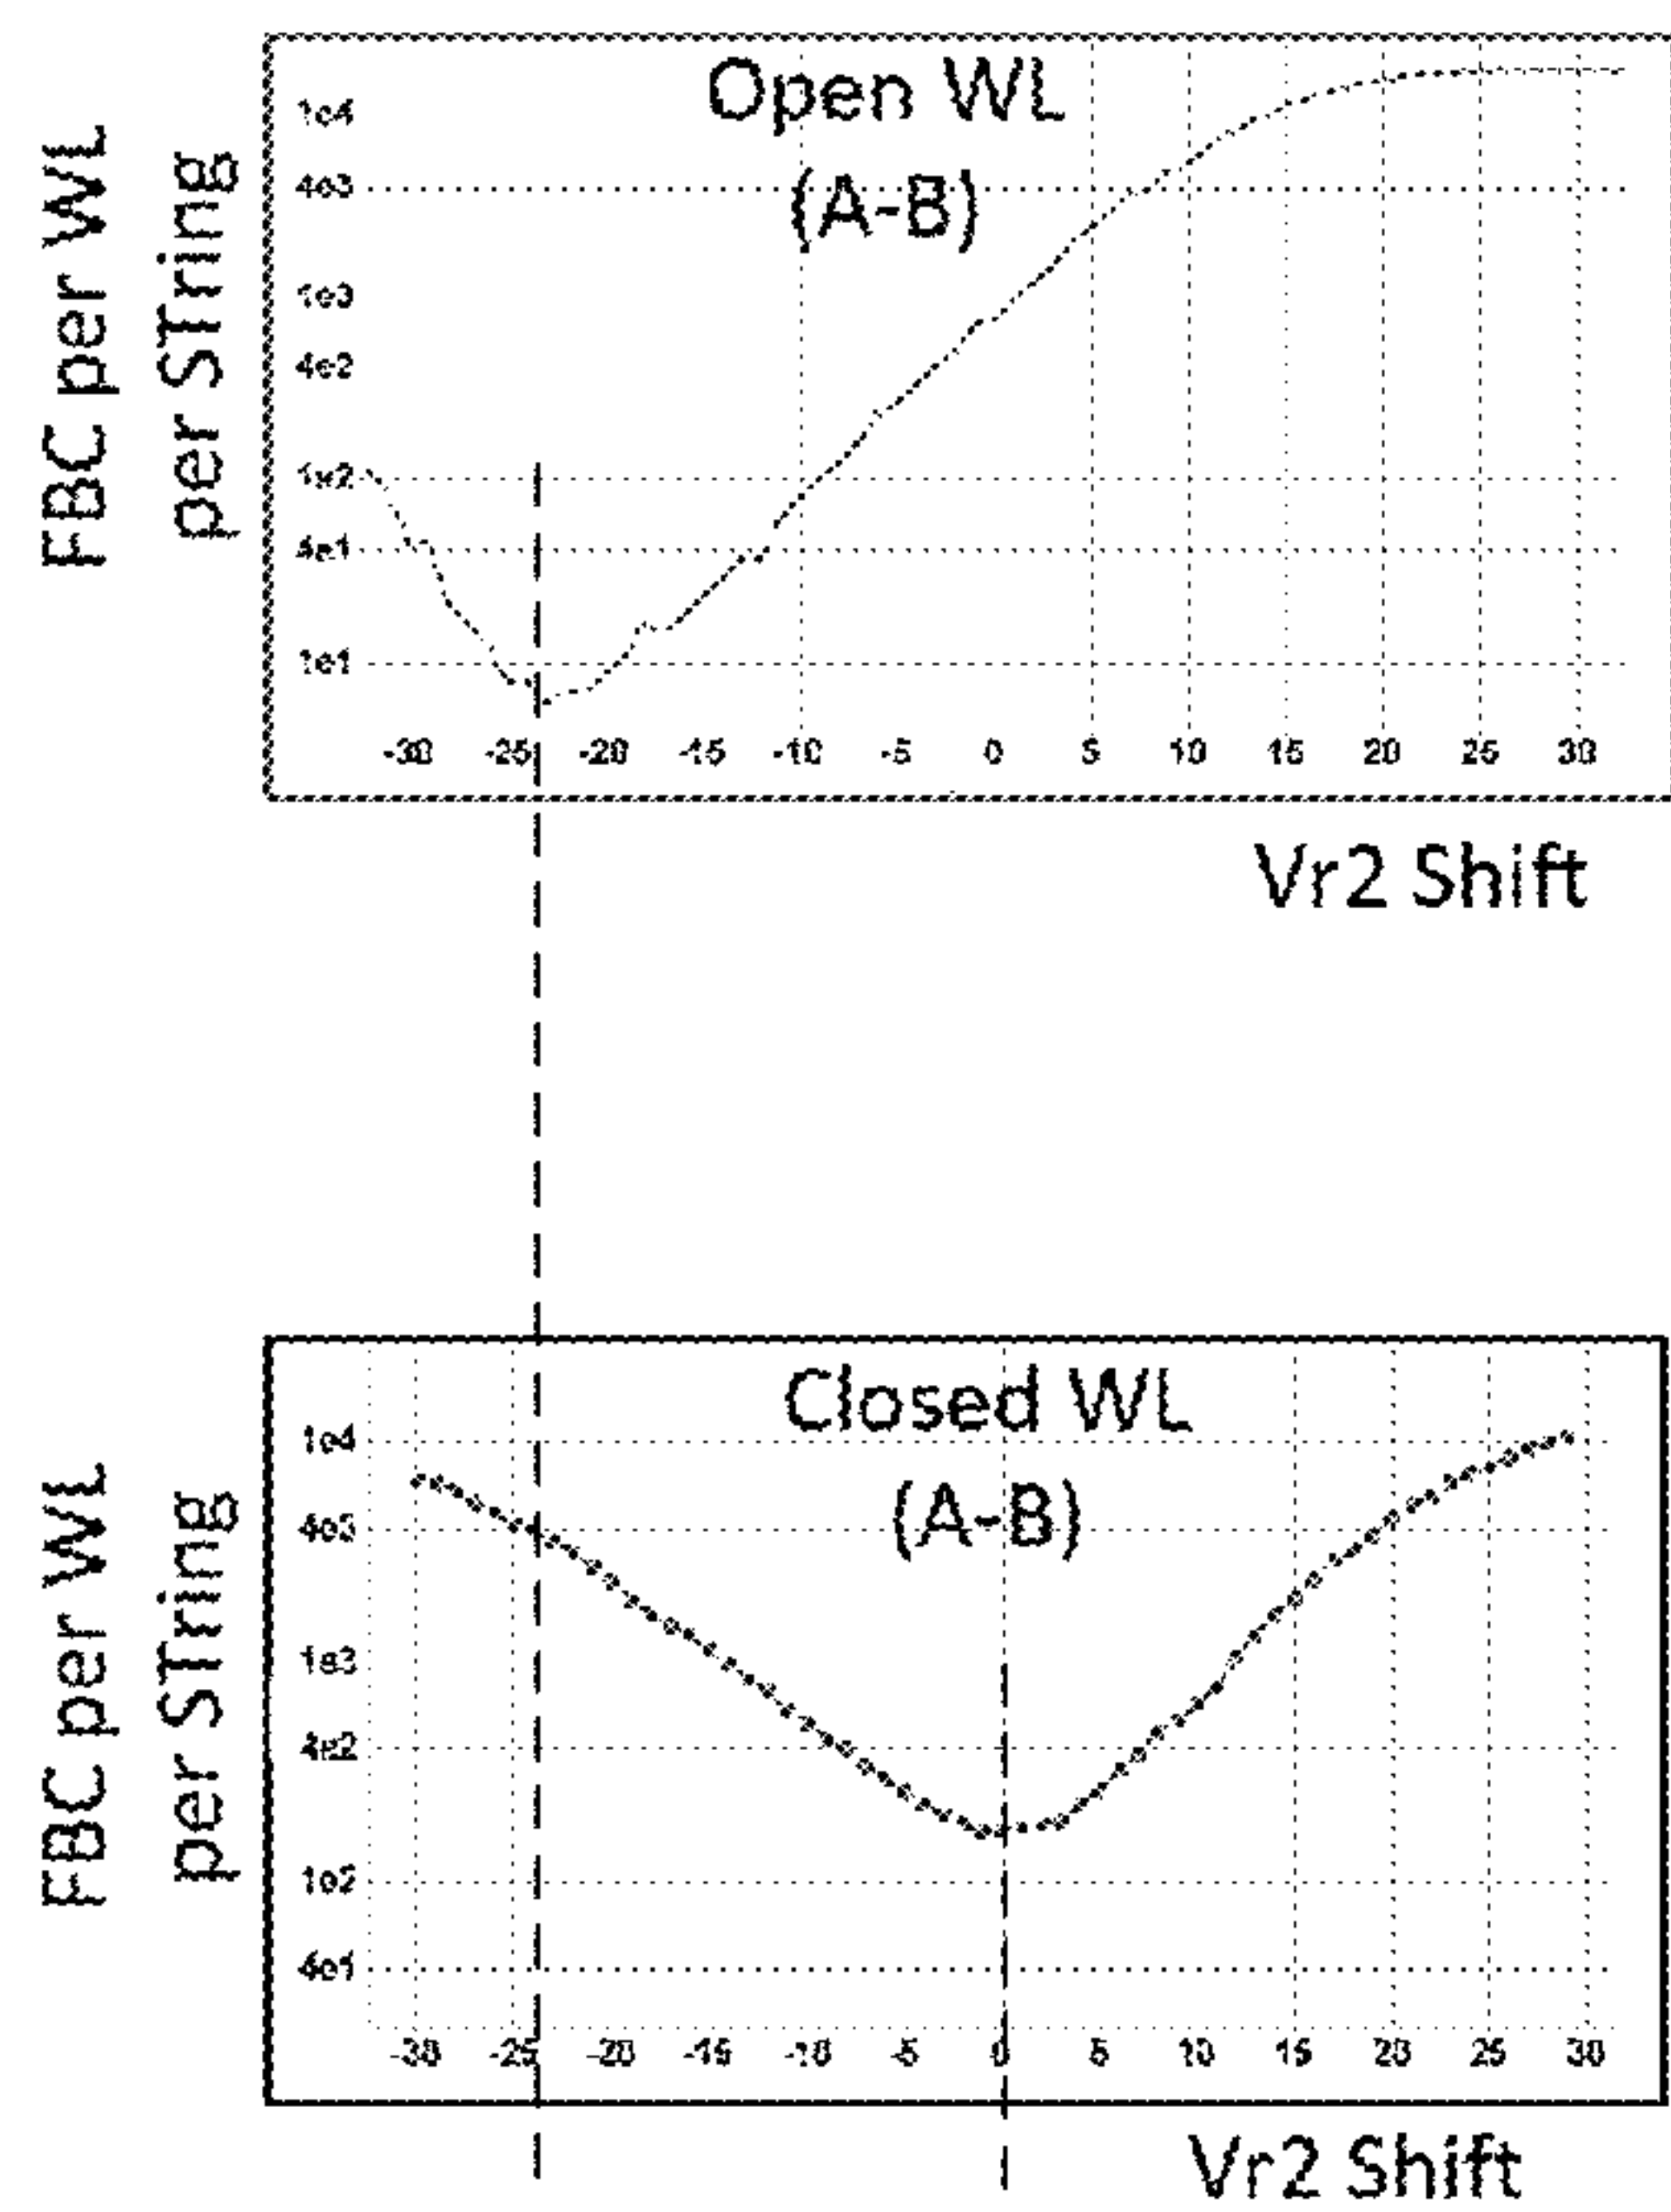 FBC per WL
per STring
Open WL
(A-B)
1e4
4e3
1e3
4e2
1e2
4e1
1e1
-30 -25 -20 -15 -10 -5 0 5 10 15 20 25 30
Vr2 Shift
FBC per WL
per STring
Closed WL
(A-B)
1e4
4e3
1e3
4e2
1e2
4e1
-30 -25 -20 -15 -10 -5 0 5 10 15 20 25 30
Vr2 Shift